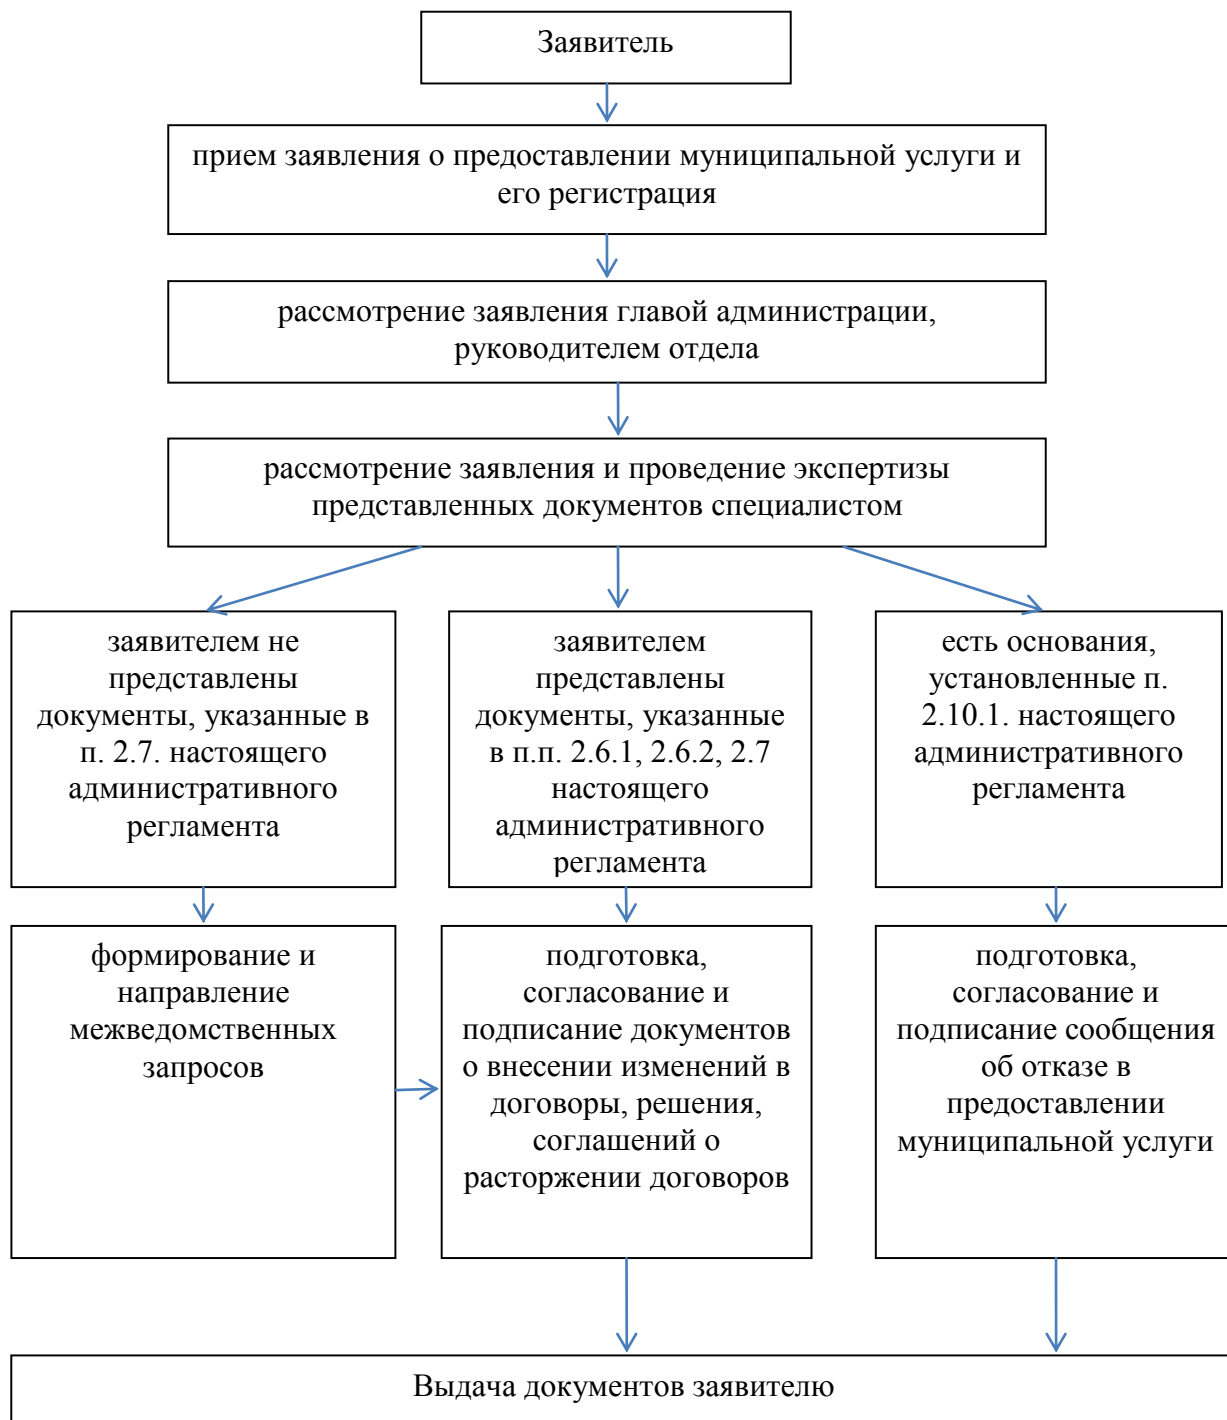 Заявитель
прием заявления о предоставлении муниципальной услуги и
его регистрация
рассмотрение заявления главой администрации,
руководителем отдела
рассмотрение заявления и проведение экспертизы
представленных документов специалистом
заявителем не
представлены
документы, указанные в
п. 2.7. настоящего
административного
регламента
заявителем
представлены
документы, указанные
в п.п. 2.6.1, 2.6.2, 2.7
настоящего
административного
регламента
есть основания,
установленные п.
2.10.1. настоящего
административного
регламента
формирование и
направление
межведомственных
запросов
подготовка,
согласование и
подписание документов
о внесении изменений в
договоры, решения,
соглашений о
расторжении договоров
подготовка,
согласование и
подписание сообщения
об отказе в
предоставлении
муниципальной услуги
Выдача документов заявителю